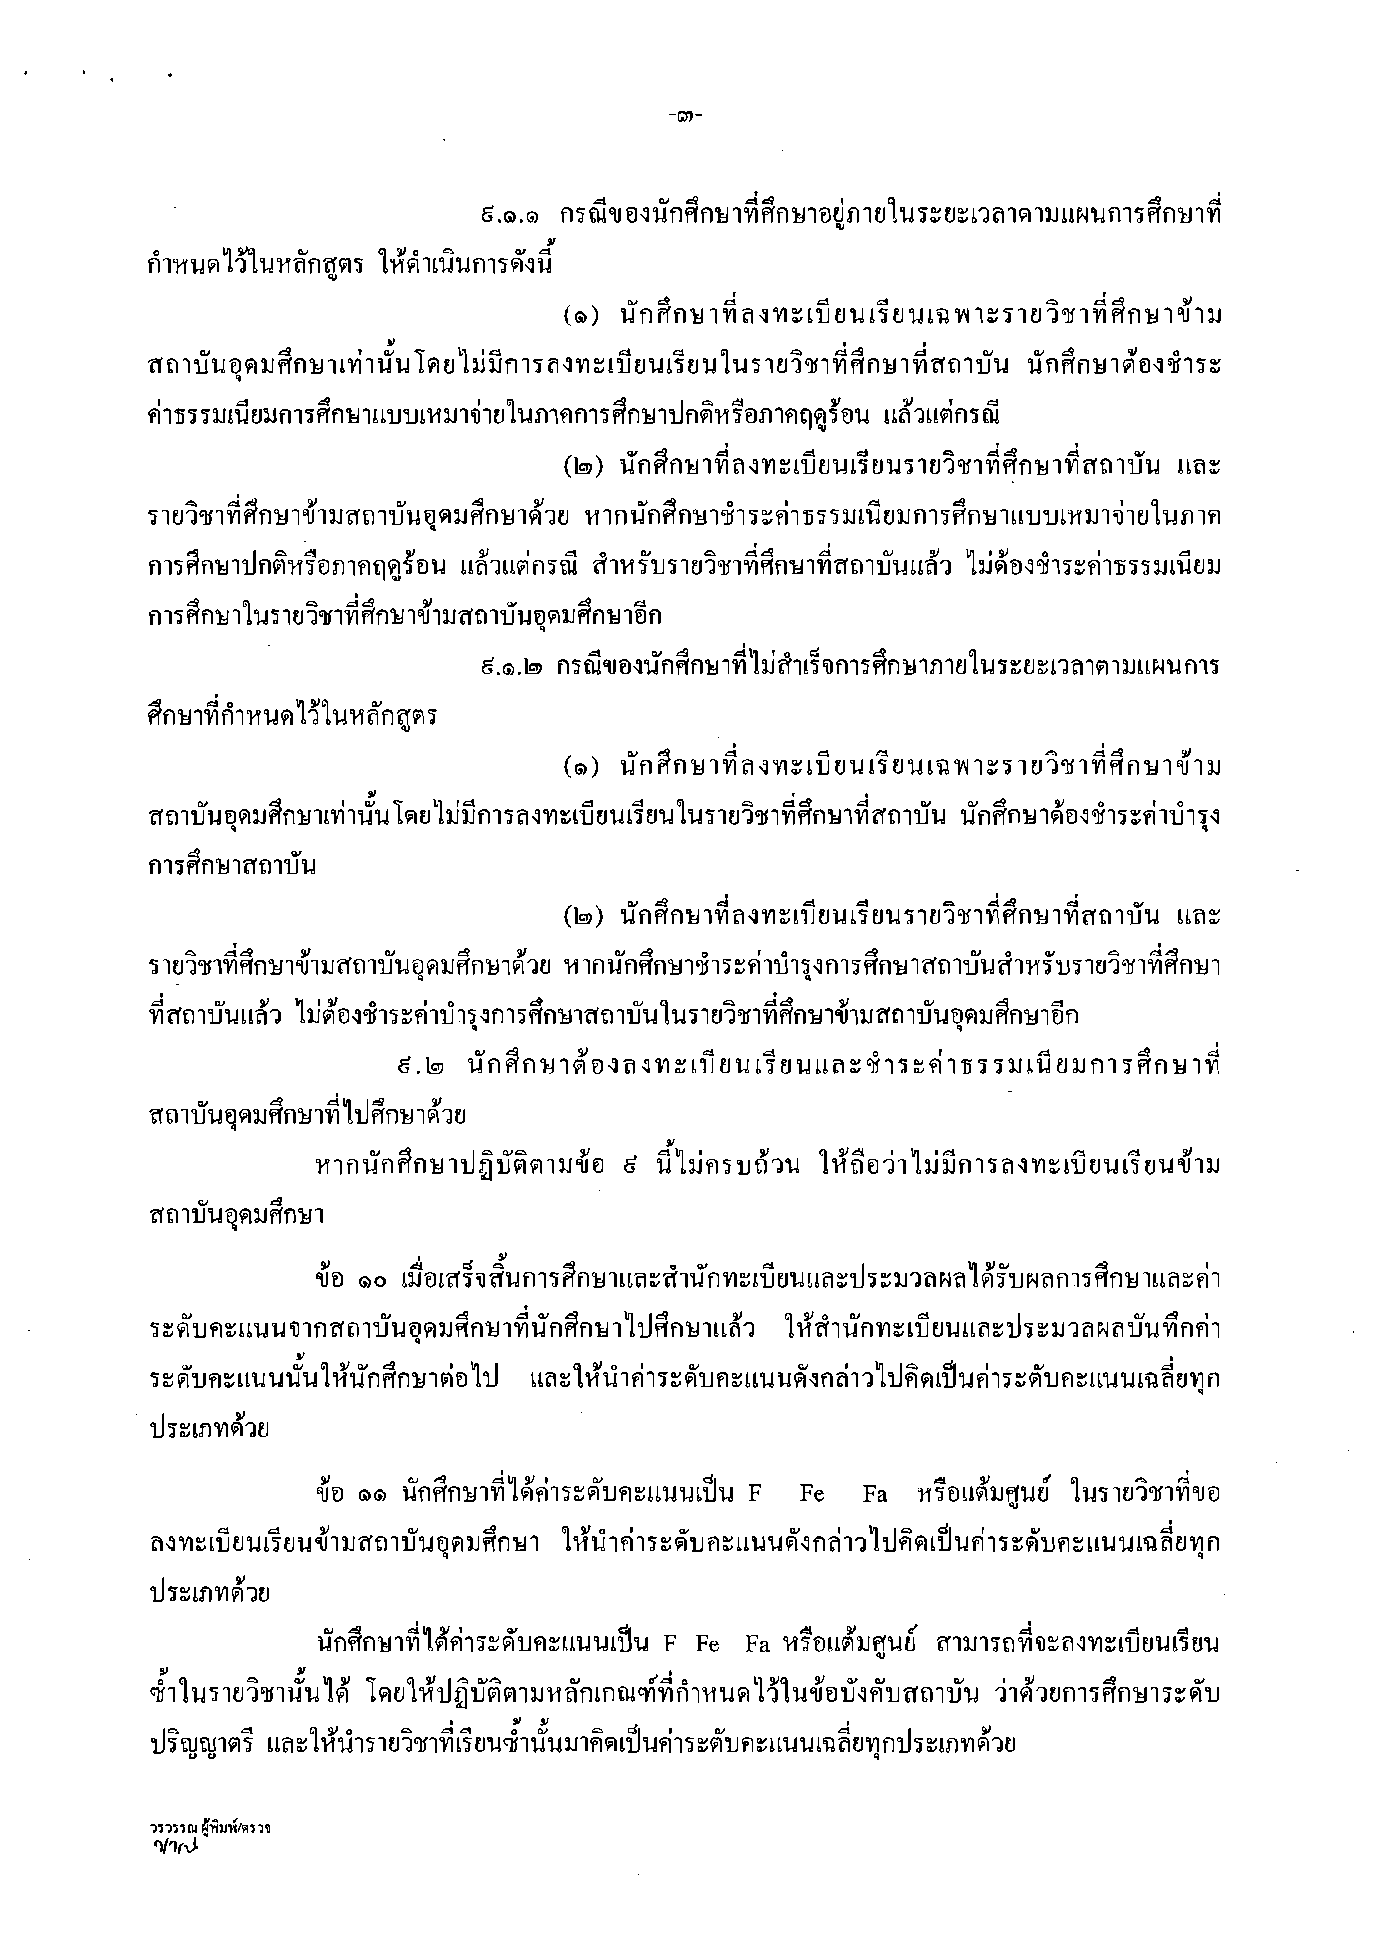 -๓-
๙.๑.๑ กรณีของนักศึกษาที่ศึกษาอยู่ภายในระยะเวลาตามแผนการศึกษาที่
กำหนดไว้ในหลักสูตร ให้ดำเนินการดังนี้
(๑) นักศึกษาที่ลงทะเบียนเรียนเฉพาะรายวิชาที่ศึกษาข้าม
สถาบันอุดมศึกษาเท่านั้นโดยไม่มีการลงทะเบียนเรียนในรายวิชาที่ศึกษาที่สถาบัน นักศึกษาต้องชำระ
ค่าธรรมเนียมการศึกษาแบบเหมาจ่ายในภาคการศึกษาปกติหรือภาคฤดูร้อน แล้วแต่กรณี
(๒) นักศึกษาที่ลงทะเบียนเรียนรายวิชาที่ศึกษาที่สถาบัน และ
รายวิชาที่ศึกษาข้ามสถาบันอุดมศึกษาด้วย หากนักศึกษาชำระค่าธรรมเนียมการศึกษาแบบเหมาจ่ายในภาค
การศึกษาปกติหรือภาคฤดูร้อน แล้วแต่กรณี สำหรับรายวิชาที่ศึกษาที่สถาบันแล้ว ไม่ต้องชำระค่าธรรมเนียม
การศึกษาในรายวิชาที่ศึกษาข้ามสถาบันอุดมศึกษาอีก
๙.๑.๒ กรณีของนักศึกษาที่ไม่สำเร็จการศึกษาภายในระยะเวลาตามแผนการ
ศึกษาที่กำหนดไว้ในหลักสูตร
(๑) นักศึกษาที่ลงทะเบียนเรียนเฉพาะรายวิชาที่ศึกษาข้าม
สถาบันอุดมศึกษาเท่านั้นโดยไม่มีการลงทะเบียนเรียนในรายวิชาที่ศึกษาที่สถาบัน นักศึกษาต้องชำระค่าบำรุง
การศึกษาสถาบัน
(๒) นักศึกษาที่ลงทะเบียนเรียนรายวิชาที่ศึกษาที่สถาบัน และ
รายวิชาที่ศึกษาข้ามสถาบันอุดมศึกษาด้วย หากนักศึกษาชำระค่าบำรุงการศึกษาสถาบันสำหรับรายวิชาที่ศึกษา
ที่สถาบันแล้ว ไม่ต้องชำระค่าบำรุงการศึกษาสถาบันในรายวิชาที่ศึกษาข้ามสถาบันอุดมศึกษาอีก
๙.๒ นักศึกษาต้องลงทะเบียนเรียนและชำระค่าธรรมเนียมการศึกษาที่
สถาบันอุดมศึกษาที่ไปศึกษาด้วย
หากนักศึกษาปฏิบัติตามข้อ ๙ นี้ไม่ครบถ้วน ให้ถือว่าไม่มีการลงทะเบียนเรียนข้าม
สถาบันอุดมศึกษา
ข้อ ๑๐ เมื่อเสร็จสิ้นการศึกษาและสำนักทะเบียนและประมวลผลได้รับผลการศึกษาและค่า
ระดับคะแนนจากสถาบันอุดมศึกษาที่นักศึกษาไปศึกษาแล้ว ให้สำนักทะเบียนและประมวลผลบันทึกค่า
ระดับคะแนนนั้นให้นักศึกษาต่อไป และให้นำค่าระดับคะแนนดังกล่าวไปคิดเป็นค่าระดับคะแนนเฉลี่ยทุก
ประเภทด้วย
ข้อ ๑๑ นักศึกษาที่ได้ค่าระดับคะแนนเป็น F Fe Fa หรือแต้มศูนย์ ในรายวิชาที่ขอ
ลงทะเบียนเรียนข้ามสถาบันอุดมศึกษา ให้นำค่าระดับคะแนนดังกล่าวไปคิดเป็นค่าระดับคะแนนเฉลี่ยทุก
ประเภทด้วย
นักศึกษาที่ได้ค่าระดับคะแนนเป็น F Fe Fa หรือแต้มศูนย์ สามารถที่จะลงทะเบียนเรียน
ซ้ำในรายวิชานั้นได้ โดยให้ปฏิบัติตามหลักเกณฑ์ที่กำหนดไว้ในข้อบังคับสถาบัน ว่าด้วยการศึกษาระดับ
ปริญญาตรี และให้นำรายวิชาที่เรียนซ้ำนั้นมาคิดเป็นค่าระดับคะแนนเฉลี่ยทุกประเภทด้วย
วรวรรณ ผู้พิมพ์/ตรวจ